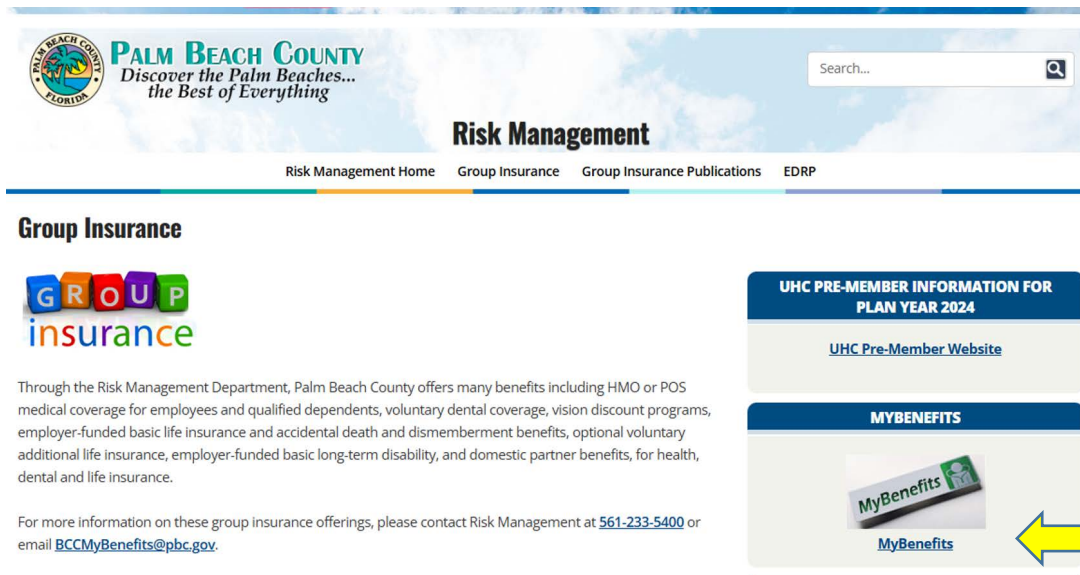 PALM BEACH COUNTY
FLORIDA
PALM BEACH COUNTY
Discover the Palm Beaches...
the Best of Everything
Search...
Risk Management
Risk Management Home Group Insurance Group Insurance Publications EDRP
Group Insurance
GROUP
insurance
Through the Risk Management Department, Palm Beach County offers many benefits including HMO or POS
medical coverage for employees and qualified dependents, voluntary dental coverage, vision discount programs,
employer-funded basic life insurance and accidental death and dismemberment benefits, optional voluntary
additional life insurance, employer-funded basic long-term disability, and domestic partner benefits, for health,
dental and life insurance.
For more information on these group insurance offerings, please contact Risk Management at 561-233-5400 or
email BCCMyBenefits@pbc.gov.
UHC PRE-MEMBER INFORMATION FOR
PLAN YEAR 2024
UHC Pre-Member Website
MYBENEFITS
MyBenefits
MyBenefits